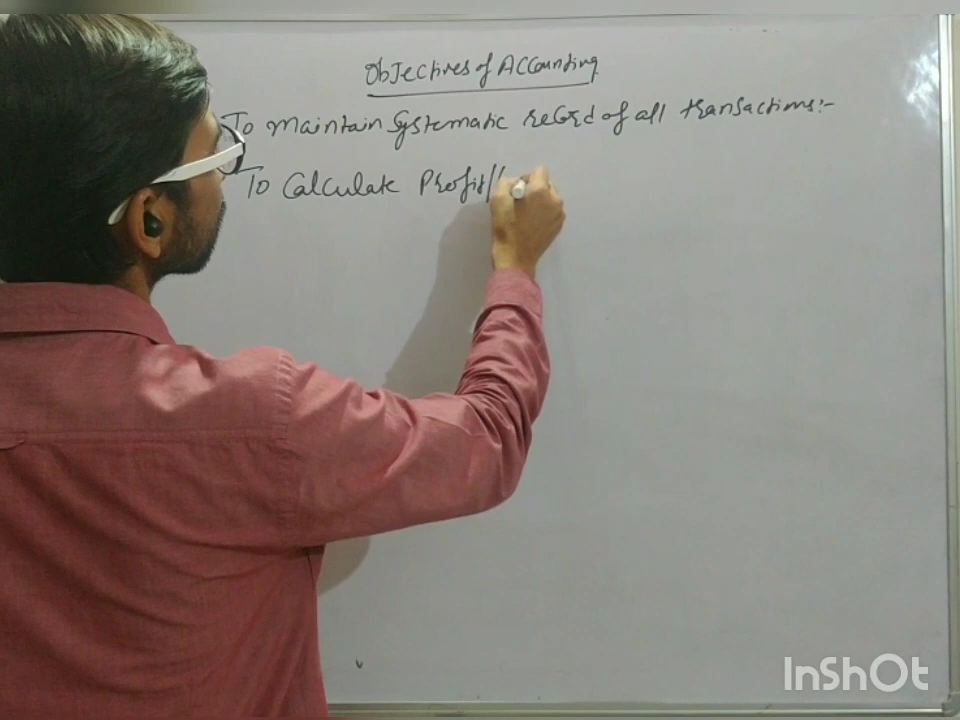 Objectives of Accounting
To maintain systematic record of all transactions:-
To Calculate Profit/
InShOt